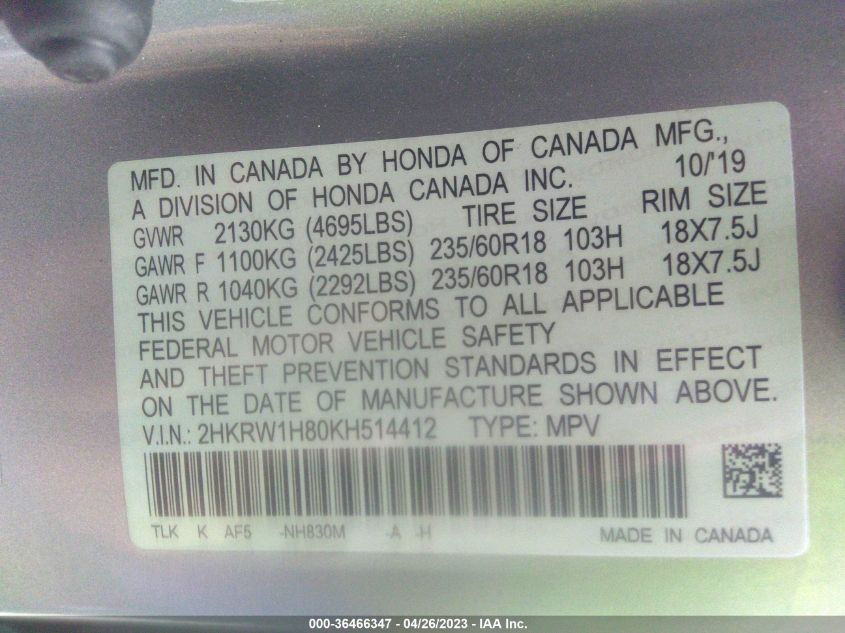 MFD. IN CANADA BY HONDA OF CANADA MFG.,
A DIVISION OF HONDA CANADA INC. 10/'19
GVWR 2130KG (4695LBS) TIRE SIZE RIM SIZE
GAWR F 1100KG (2425LBS) 235/60R18 103H 18X7.5J
GAWR R 1040KG (2292LBS) 235/60R18 103H 18X7.5J
THIS VEHICLE CONFORMS TO ALL APPLICABLE
FEDERAL MOTOR VEHICLE SAFETY
AND THEFT PREVENTION STANDARDS IN EFFECT
ON THE DATE OF MANUFACTURE SHOWN ABOVE.
V.I.N.: 2HKRW1H80KH514412 TYPE: MPV
TLK K AF5 -NH830M -A -H MADE IN CANADA
000-36466347 - 04/26/2023 - IAA Inc.